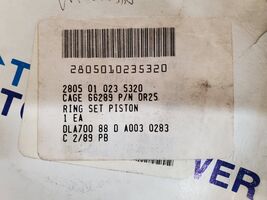 2805010235320
2805 01 023 5320
CAGE 66289 P/N DR25
RING SET PISTON
1 EA
DLA700 88 D A003 0283
C 2/89 PB
OVER